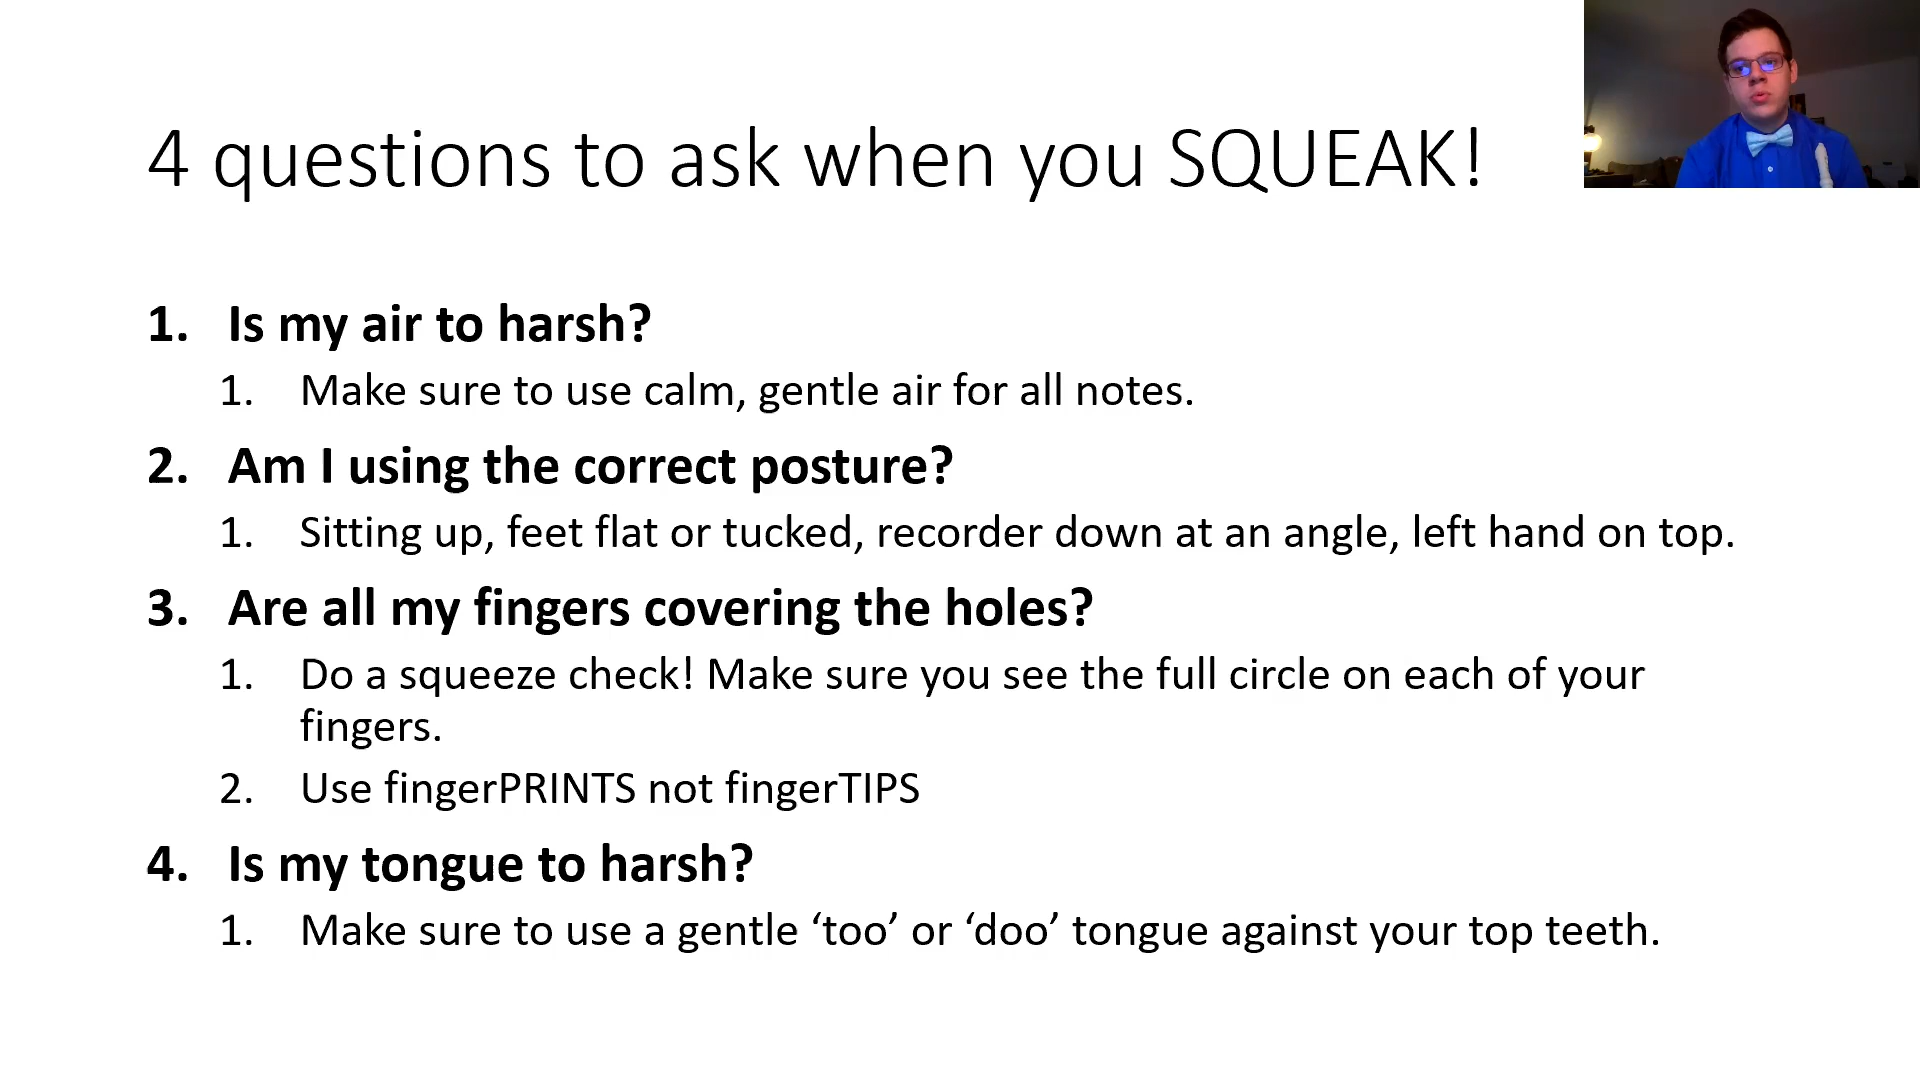 4 questions to ask when you SQUEAK!
1. Is my air to harsh?
1. Make sure to use calm, gentle air for all notes.
2. Am I using the correct posture?
1. Sitting up, feet flat or tucked, recorder down at an angle, left hand on top.
3. Are all my fingers covering the holes?
1. Do a squeeze check! Make sure you see the full circle on each of your
fingers.
2. Use fingerPRINTS not fingerTIPS
4. Is my tongue to harsh?
1. Make sure to use a gentle ‘too’ or ‘doo’ tongue against your top teeth.